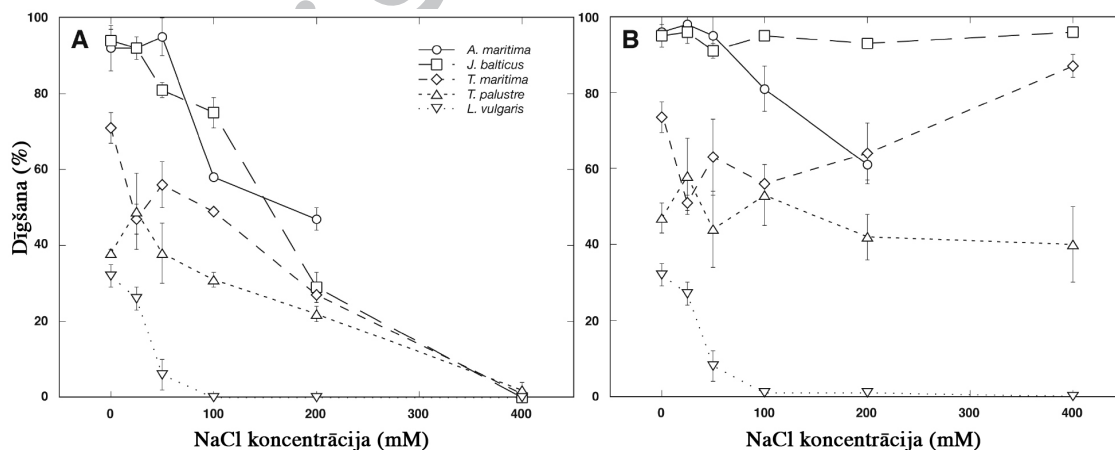 100
80
60
40
20
0
Dīgšana (%)
A
A. maritima
J. balticus
T. maritima
T. palustre
L. vulgaris
0 100 200 300 400
NaCl koncentrācija (mM)
100
80
60
40
20
0
B
0 100 200 300 400
NaCl koncentrācija (mM)